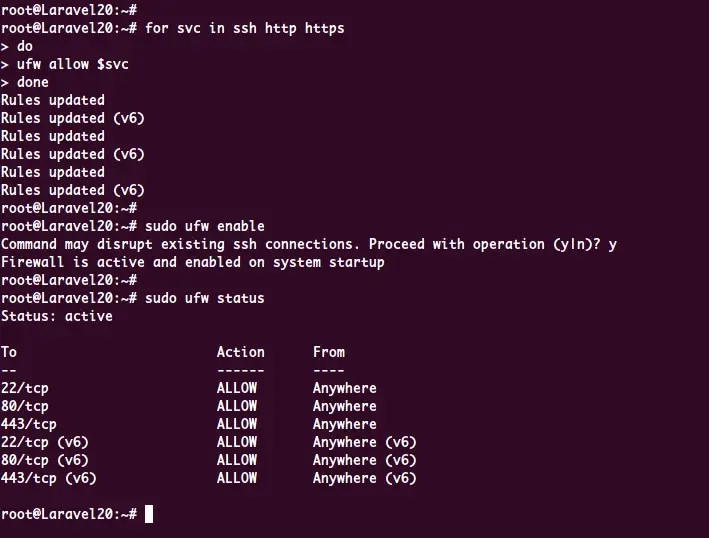 root@Laravel20:~#
root@Laravel20:~# for svc in ssh http https
> do
> ufw allow $svc
> done
Rules updated
Rules updated (v6)
Rules updated
Rules updated (v6)
Rules updated
Rules updated (v6)
root@Laravel20:~#
root@Laravel20:~# sudo ufw enable
Command may disrupt existing ssh connections. Proceed with operation (y|n)? y
Firewall is active and enabled on system startup
root@Laravel20:~#
root@Laravel20:~# sudo ufw status
Status: active

To                         Action      From
--                         ------      ----
22/tcp                     ALLOW       Anywhere
80/tcp                     ALLOW       Anywhere
443/tcp                    ALLOW       Anywhere
22/tcp (v6)                ALLOW       Anywhere (v6)
80/tcp (v6)                ALLOW       Anywhere (v6)
443/tcp (v6)               ALLOW       Anywhere (v6)

root@Laravel20:~#